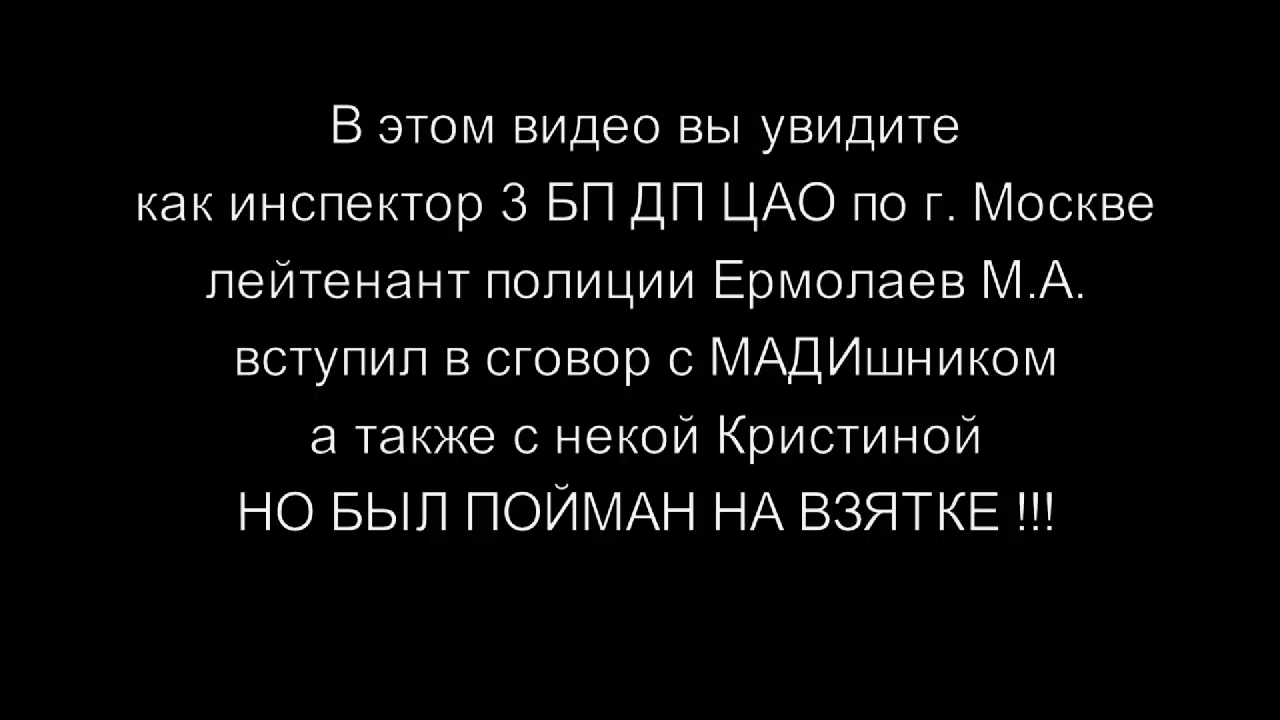 В этом видео вы увидите
как инспектор 3 БП ДП ЦАО по г. Москве
лейтенант полиции Ермолаев М.А.
вступил в сговор с МАДИшником
а также с некой Кристиной
НО БЫЛ ПОЙМАН НА ВЗЯТКЕ !!!